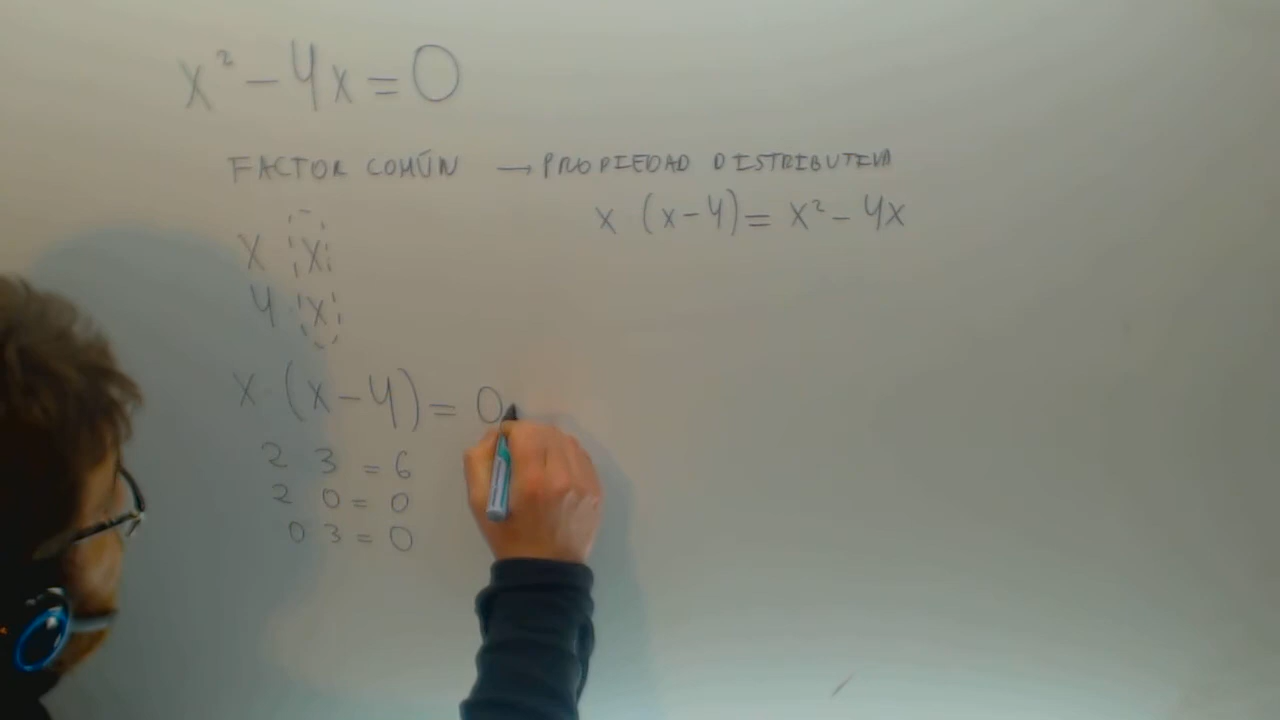 x² - 4x = 0
FACTOR COMÚN → PROPIEDAD DISTRIBUTIVA
x (x-4) = x² - 4x
x x
4 x
x · (x - 4) = 0
2 3 = 6
2 0 = 0
0 3 = 0